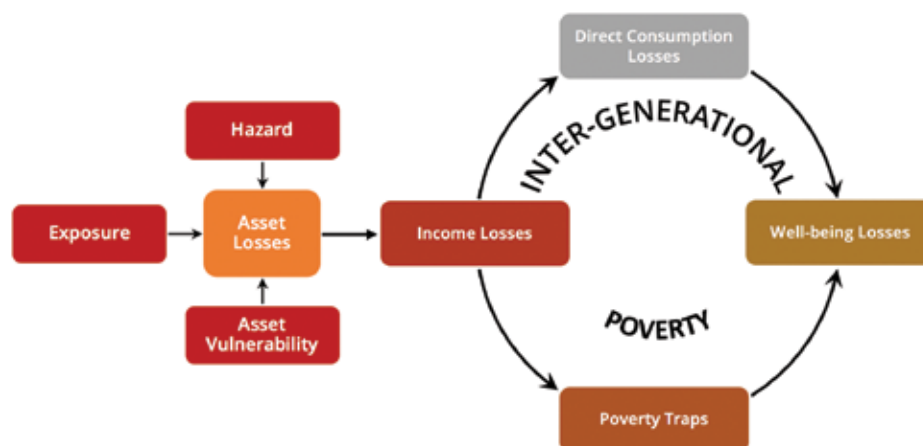 Direct Consumption
Losses
Hazard
INTER-GENERATIONAL
Exposure
Asset
Losses
Income Losses
Well-being Losses
Asset
Vulnerability
POVERTY
Poverty Traps